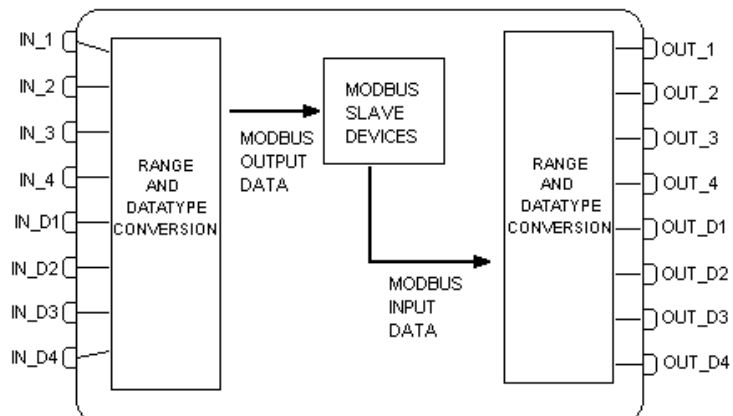 IN_1
IN_2
IN_3
IN_4
IN_D1
IN_D2
IN_D3
IN_D4
RANGE
AND
DATATYPE
CONVERSION
MODBUS
OUTPUT
DATA
MODBUS
SLAVE
DEVICES
MODBUS
INPUT
DATA
RANGE
AND
DATATYPE
CONVERSION
OUT_1
OUT_2
OUT_3
OUT_4
OUT_D1
OUT_D2
OUT_D3
OUT_D4